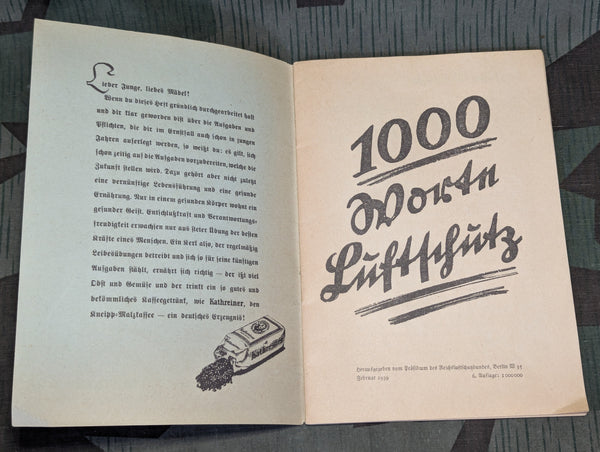 Lieber Junge, liebes Mädel!
Wenn du dieses Heft gründlich durchgearbeitet hast
und dir klar geworden bist über die Aufgaben und
Pflichten, die dir im Ernstfall auch schon in jungen
Jahren auferlegt werden, so weißt du: es gilt, sich
schon zeitig auf die Aufgaben vorzubereiten, welche die
Zukunft stellen wird. Dazu gehört aber nicht zuletzt
eine vernünftige Lebensführung und eine gesunde
Ernährung. Nur in einem gesunden Körper wohnt ein
gesunder Geist. Entschlußkraft und Verantwortungs-
freudigkeit erwachsen nur aus steter Übung der besten
Kräfte eines Menschen. Ein Kerl also, der regelmäßig
Leibesübungen betreibt und sich so für seine künftigen
Aufgaben stählt, ernährt sich richtig — der ißt viel
Obst und Gemüse und der trinkt ein so gutes und
bekömmliches Kaffeegetränk, wie Kathreiner, den
Kneipp-Malzkaffee — ein deutsches Erzeugnis!
Kathreiner
1000
Worte
Luftschutz
Herausgegeben vom Präsidium des Reichsluftschutzbundes, Berlin W 35
Februar 1939 6. Auflage: 1000000